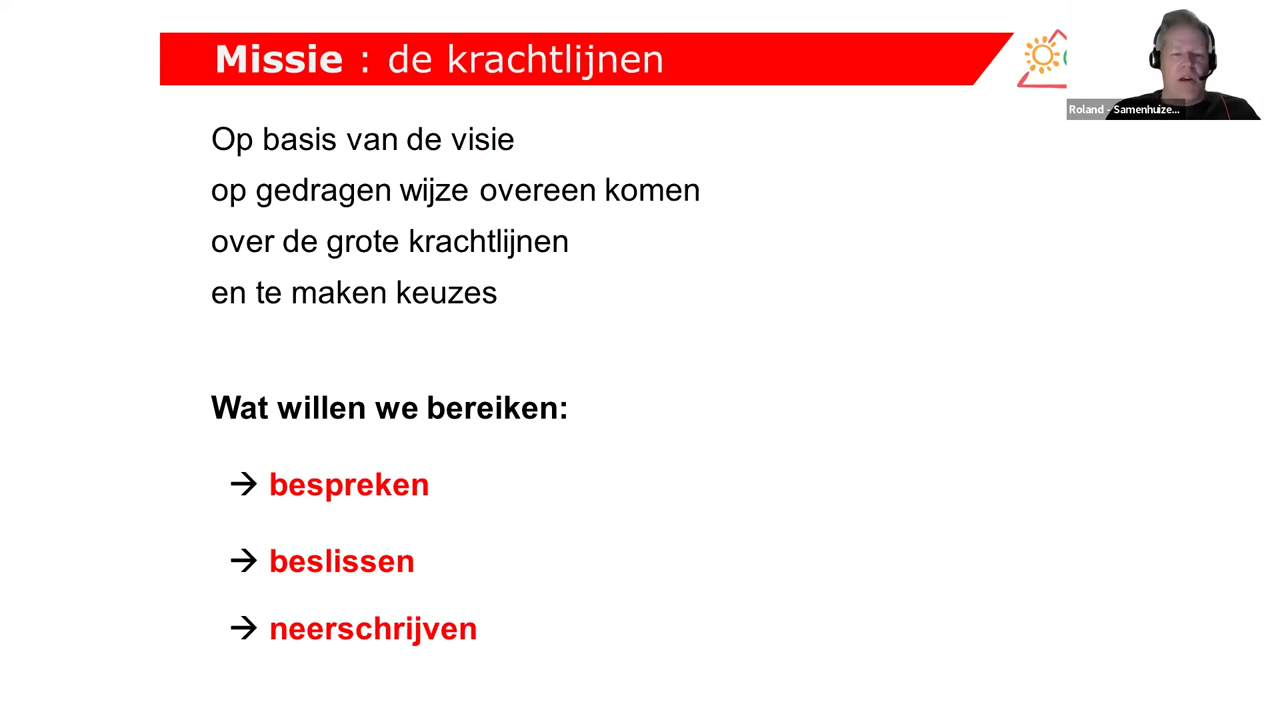 Missie : de krachtlijnen
Roland - Samenhuize...
Op basis van de visie
op gedragen wijze overeen komen
over de grote krachtlijnen
en te maken keuzes
Wat willen we bereiken:
→ bespreken
→ beslissen
→ neerschrijven